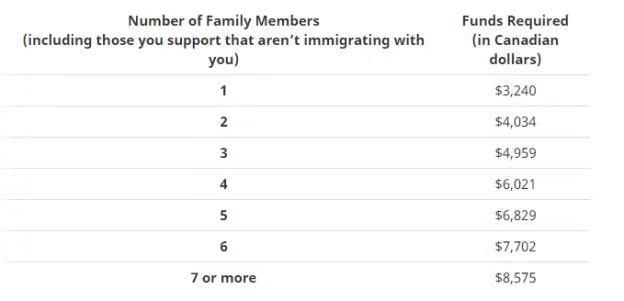 Number of Family Members
(including those you support that aren’t immigrating with
you)
Funds Required
(in Canadian
dollars)
1 $3,240
2 $4,034
3 $4,959
4 $6,021
5 $6,829
6 $7,702
7 or more $8,575